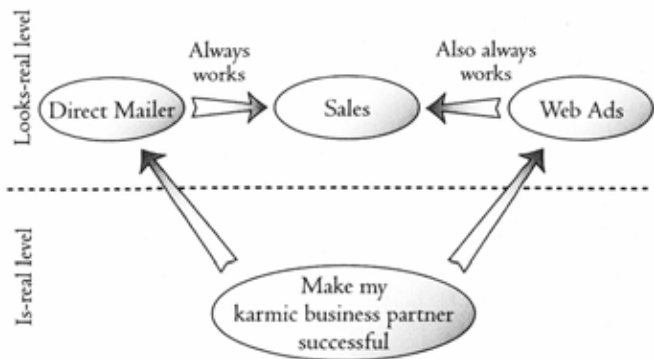 Looks-real level
Always
works
Also always
works
Direct Mailer
Sales
Web Ads
Is-real level
Make my
karmic business partner
successful